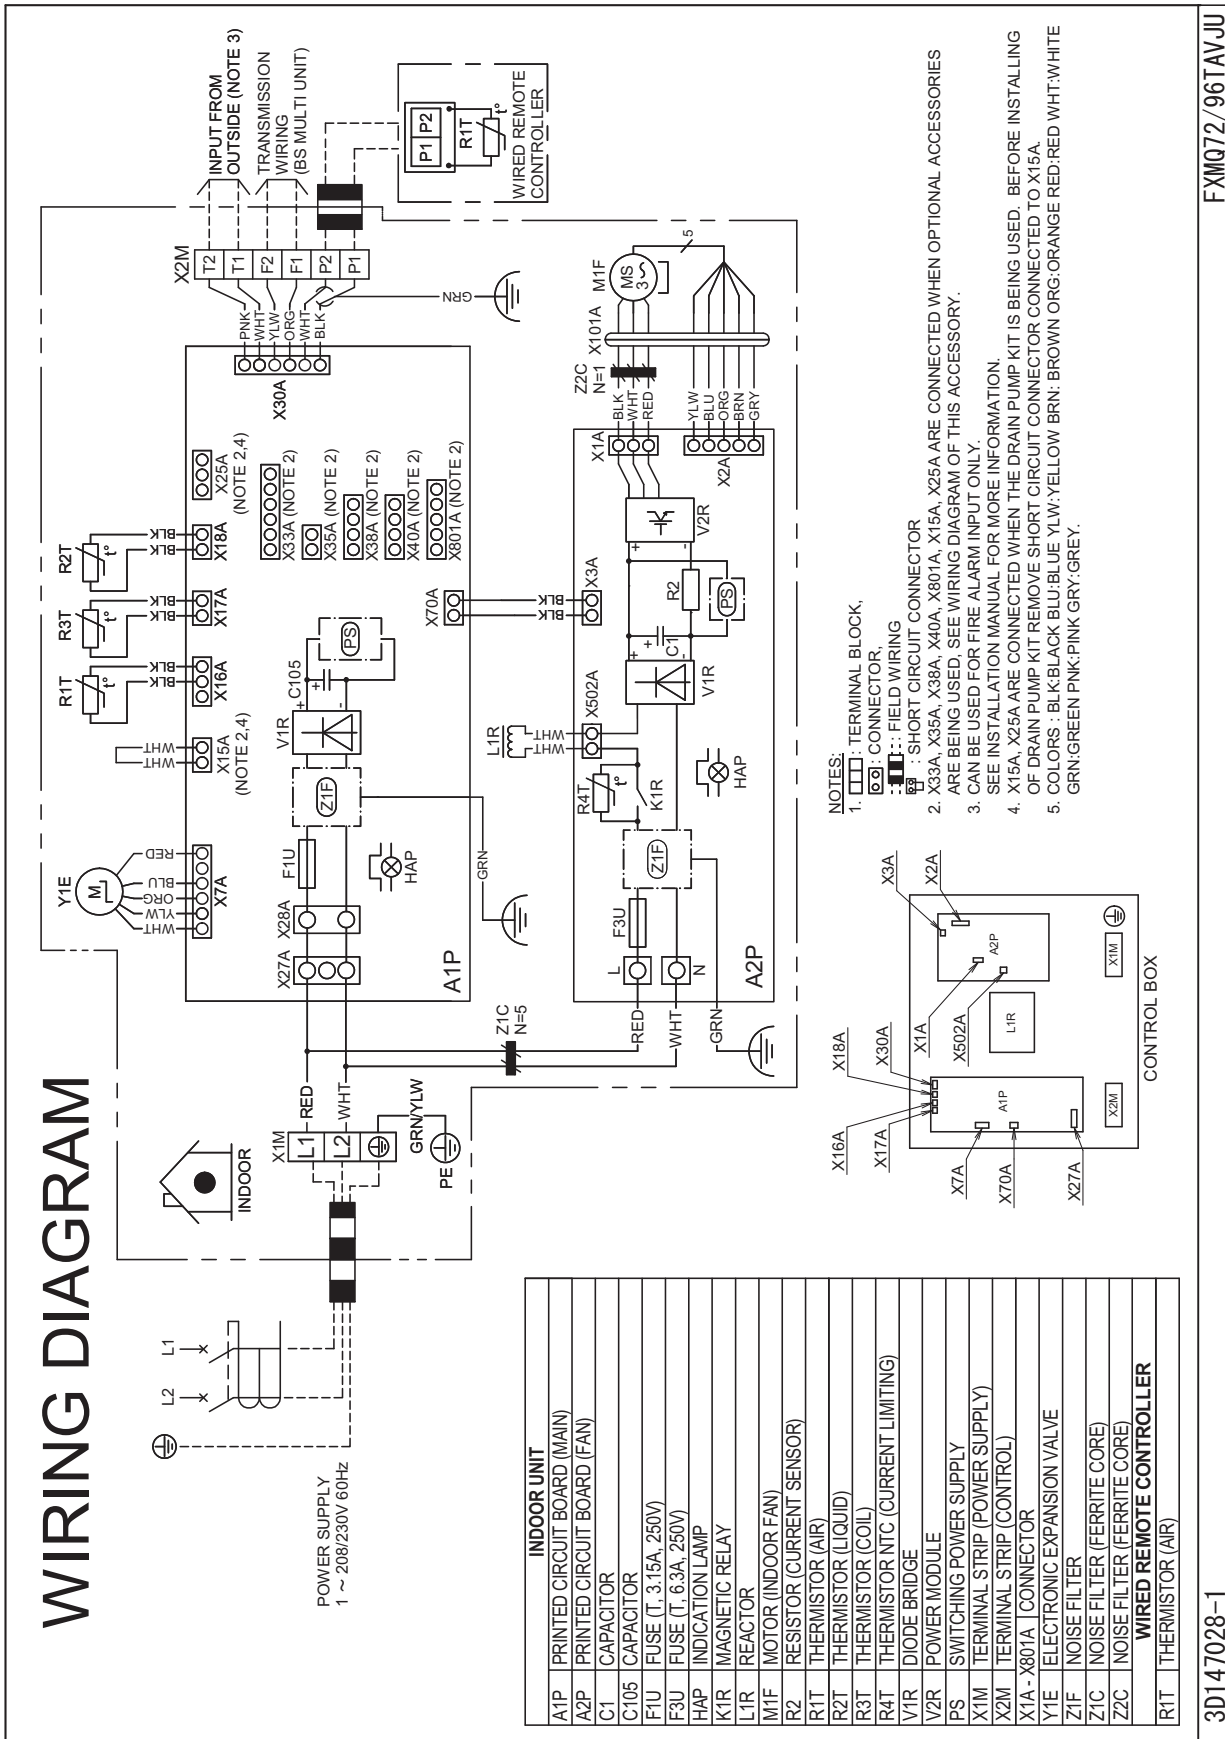 WIRING DIAGRAM
POWER SUPPLY
1 ~ 208/230V 60Hz
L2
L1
INDOOR
X1M
L1
L2
RED
WHT
GRN/YLW
PE
Z1C
N=5
Y1E
M
WHT
YLW
ORG
BLU
RED
X7A
WHT
WHT
X15A
(NOTE 2,4)
R1T
t°
BLK
BLK
X16A
R3T
t°
BLK
BLK
X17A
R2T
t°
BLK
BLK
X18A
X25A
(NOTE 2,4)
X27A
X28A
F1U
HAP
Z1F
V1R
+
-
C105
+
PS
GRN
A1P
X33A (NOTE 2)
X35A (NOTE 2)
X38A (NOTE 2)
X40A (NOTE 2)
X801A (NOTE 2)
X70A
X30A
PNK
WHT
YLW
ORG
WHT
BLK
X2M
T2
T1
F2
F1
P2
P1
GRN
INPUT FROM
OUTSIDE (NOTE 3)
TRANSMISSION
WIRING
(BS MULTI UNIT)
P1
P2
R1T
t°
WIRED REMOTE
CONTROLLER
BLK
BLK
X3A
RED
WHT
GRN
L
N
F3U
Z1F
A2P
R4T
t°
K1R
L1R
WHT
WHT
X502A
HAP
V1R
+
-
C1
+
R2
PS
V2R
+
-
X1A
X2A
BLK
WHT
RED
Z2C
N=1
X101A
M1F
MS
3~
5
YLW
BLU
ORG
BRN
GRY
NOTES:
1. : TERMINAL BLOCK,
: CONNECTOR,
: FIELD WIRING
: SHORT CIRCUIT CONNECTOR
2. X33A, X35A, X38A, X40A, X801A, X15A, X25A ARE CONNECTED WHEN OPTIONAL ACCESSORIES
ARE BEING USED, SEE WIRING DIAGRAM OF THIS ACCESSORY.
3. CAN BE USED FOR FIRE ALARM INPUT ONLY.
SEE INSTALLATION MANUAL FOR MORE INFORMATION.
4. X15A, X25A ARE CONNECTED WHEN THE DRAIN PUMP KIT IS BEING USED. BEFORE INSTALLING
OF DRAIN PUMP KIT REMOVE SHORT CIRCUIT CONNECTOR CONNECTED TO X15A.
5. COLORS : BLK:BLACK BLU:BLUE YLW:YELLOW BRN: BROWN ORG:ORANGE RED:RED WHT:WHITE
GRN:GREEN PNK:PINK GRY:GREY.
X16A
X17A
X18A
X30A
X7A
X70A
X27A
X1A
X502A
X3A
X2A
A1P
A2P
L1R
X2M
X1M
CONTROL BOX
INDOOR UNIT
A1P PRINTED CIRCUIT BOARD (MAIN)
A2P PRINTED CIRCUIT BOARD (FAN)
C1 CAPACITOR
C105 CAPACITOR
F1U FUSE (T, 3.15A, 250V)
F3U FUSE (T, 6.3A, 250V)
HAP INDICATION LAMP
K1R MAGNETIC RELAY
L1R REACTOR
M1F MOTOR (INDOOR FAN)
R2 RESISTOR (CURRENT SENSOR)
R1T THERMISTOR (AIR)
R2T THERMISTOR (LIQUID)
R3T THERMISTOR (COIL)
R4T THERMISTOR NTC (CURRENT LIMITING)
V1R DIODE BRIDGE
V2R POWER MODULE
PS SWITCHING POWER SUPPLY
X1M TERMINAL STRIP (POWER SUPPLY)
X2M TERMINAL STRIP (CONTROL)
X1A - X801A CONNECTOR
Y1E ELECTRONIC EXPANSION VALVE
Z1F NOISE FILTER
Z1C NOISE FILTER (FERRITE CORE)
Z2C NOISE FILTER (FERRITE CORE)
WIRED REMOTE CONTROLLER
R1T THERMISTOR (AIR)
3D147028-1
FXMQ72/96TAVJU